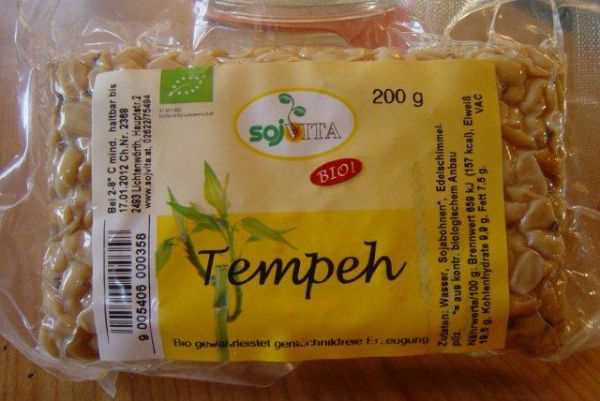 sojVITA
200 g
BIO!
Tempeh
Bio gewährleistet gentechnikfreie Erzeugung
Bei 2-8° C mind. haltbar bis
17.01.2012 Ch.Nr. 2368
2493 Lichtenwörth, Hauptstr.2
www.sojvita.at, 02622/75494
9 005406 000358
Zutaten: Wasser, Sojabohnen*, Edelschimmel.
pilz. *= aus kontr. biologischem Anbau
Nährwerte/100 g: Brennwert 659 kJ (157 kcal), Eiweiß
19,5 g, Kohlenhydrate 9,9 g, Fett 7,5 g.
VAC